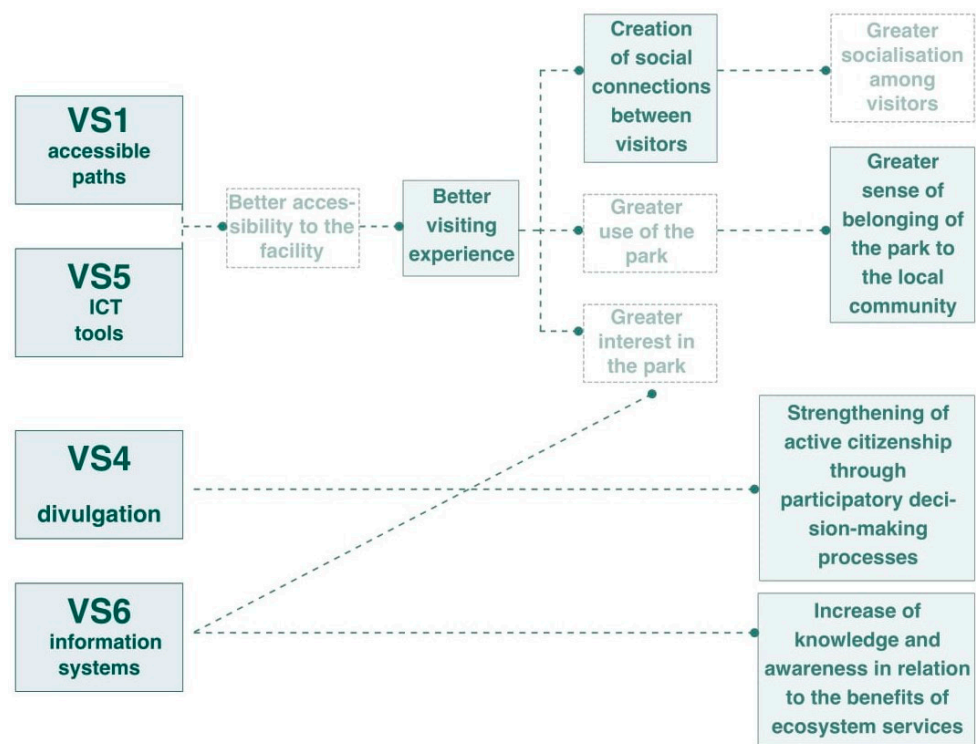 VS1
accessible
paths
VS5
ICT
tools
Better acces-
sibility to the
facility
Better
visiting
experience
Creation
of social
connections
between
visitors
Greater
socialisation
among
visitors
Greater
use of the
park
Greater
sense of
belonging of
the park to
the local
community
Greater
interest in
the park
VS4
divulgation
Strengthening of
active citizenship
through
participatory deci-
sion-making
processes
VS6
information
systems
Increase of
knowledge and
awareness in relation
to the benefits of
ecosystem services